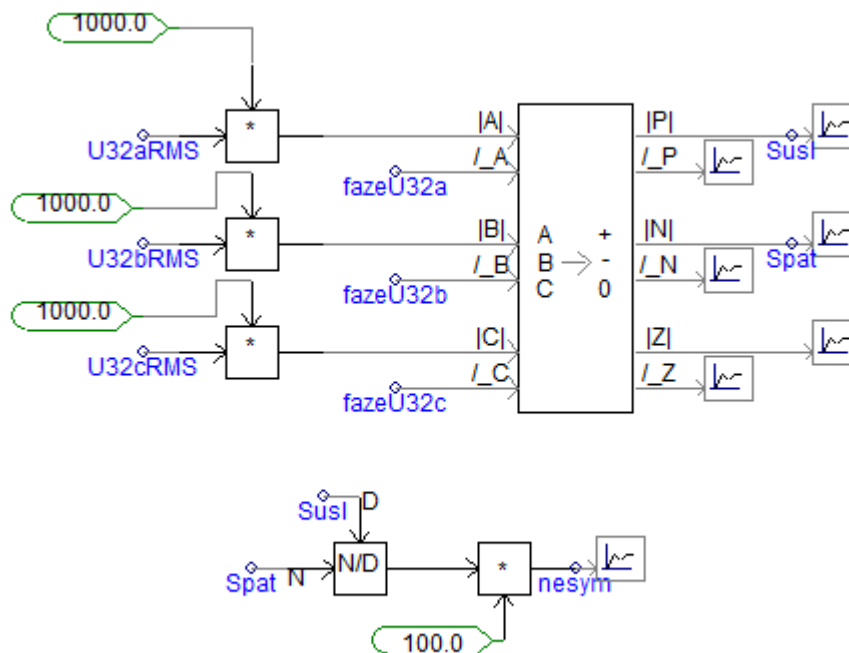 1000.0
U32aRMS
*
|A|
/_A
fazeU32a
|P|
/_P
SusI
1000.0
U32bRMS
*
|B|
/_B
fazeU32b
A
B
C
+
-
0
|N|
/_N
Spat
1000.0
U32cRMS
*
|C|
/_C
fazeU32c
|Z|
/_Z
SusI
D
Spat
N
N/D
*
nesym
100.0